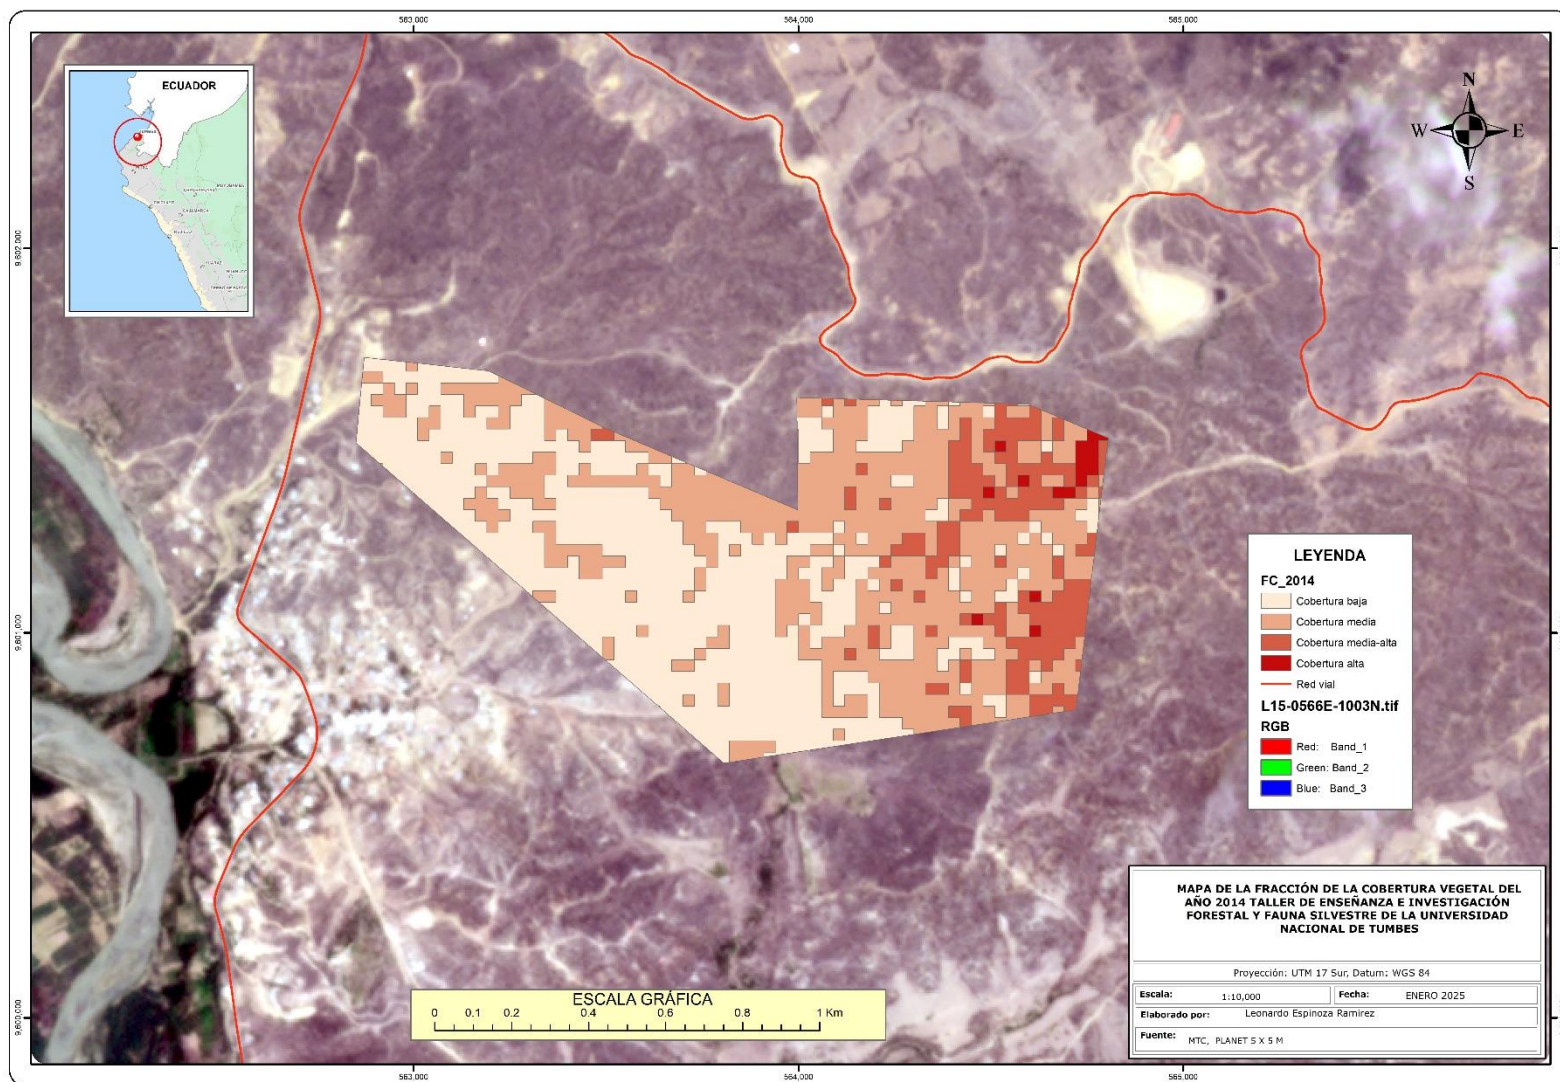 563,000
564,000
565,000
ECUADOR
N
W
E
S
9,602,000
9,601,000
9,600,000
LEYENDA
FC_2014
Cobertura baja
Cobertura media
Cobertura media-alta
Cobertura alta
Red vial
L15-0566E-1003N.tif
RGB
Red: Band_1
Green: Band_2
Blue: Band_3
MAPA DE LA FRACCIÓN DE LA COBERTURA VEGETAL DEL
AÑO 2014 TALLER DE ENSEÑANZA E INVESTIGACIÓN
FORESTAL Y FAUNA SILVESTRE DE LA UNIVERSIDAD
NACIONAL DE TUMBES
Proyección: UTM 17 Sur, Datum: WGS 84
Escala: 1:10,000 Fecha: ENERO 2025
Elaborado por: Leonardo Espinoza Ramirez
Fuente: MTC, PLANET 5 X 5 M
ESCALA GRÁFICA
0 0.1 0.2 0.4 0.6 0.8 1 Km
563,000
564,000
565,000